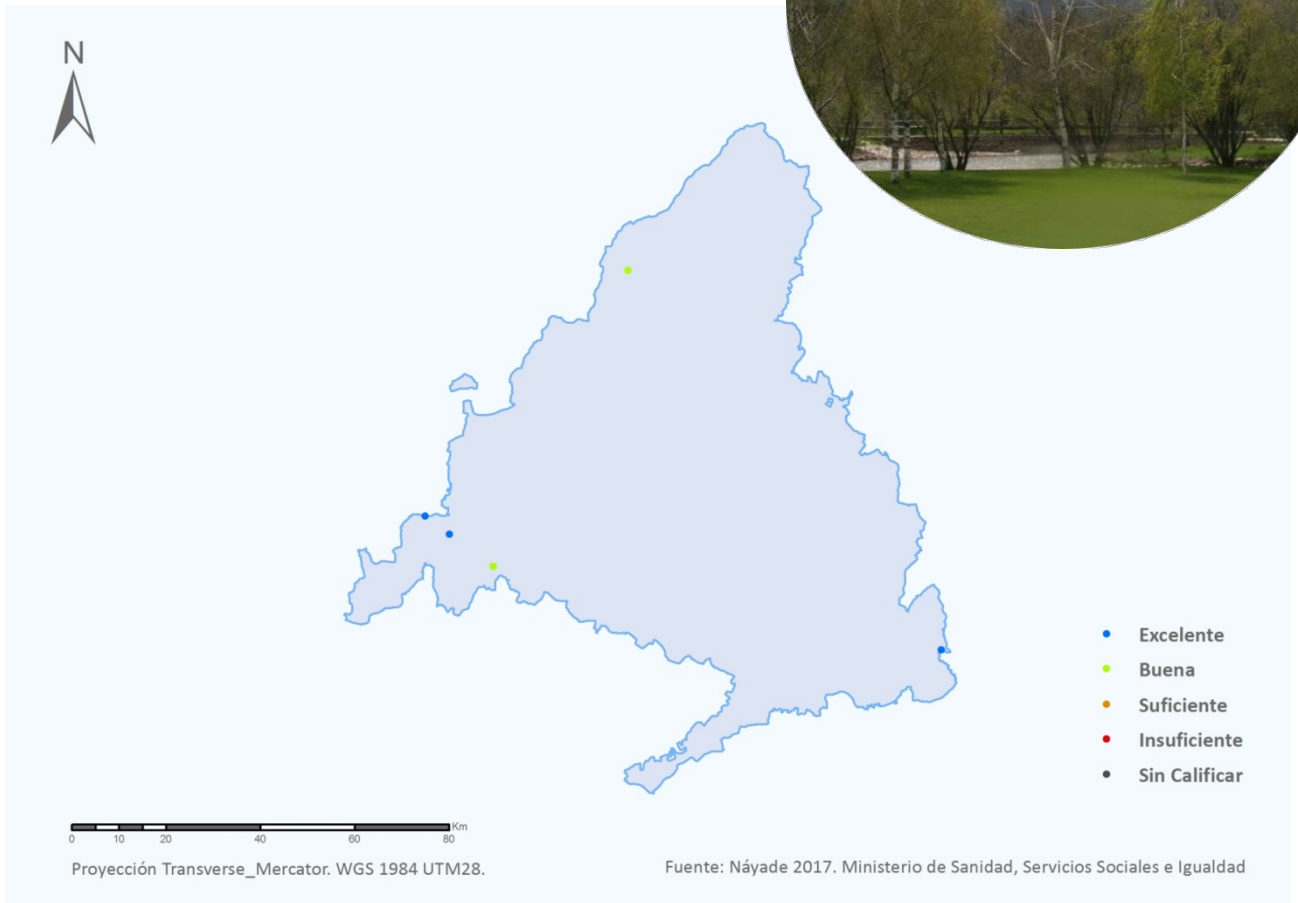 N
Excelente
Buena
Suficiente
Insuficiente
Sin Calificar
Km
0 10 20 40 60 80
Proyección Transverse_Mercator. WGS 1984 UTM28.
Fuente: Náyade 2017. Ministerio de Sanidad, Servicios Sociales e Igualdad